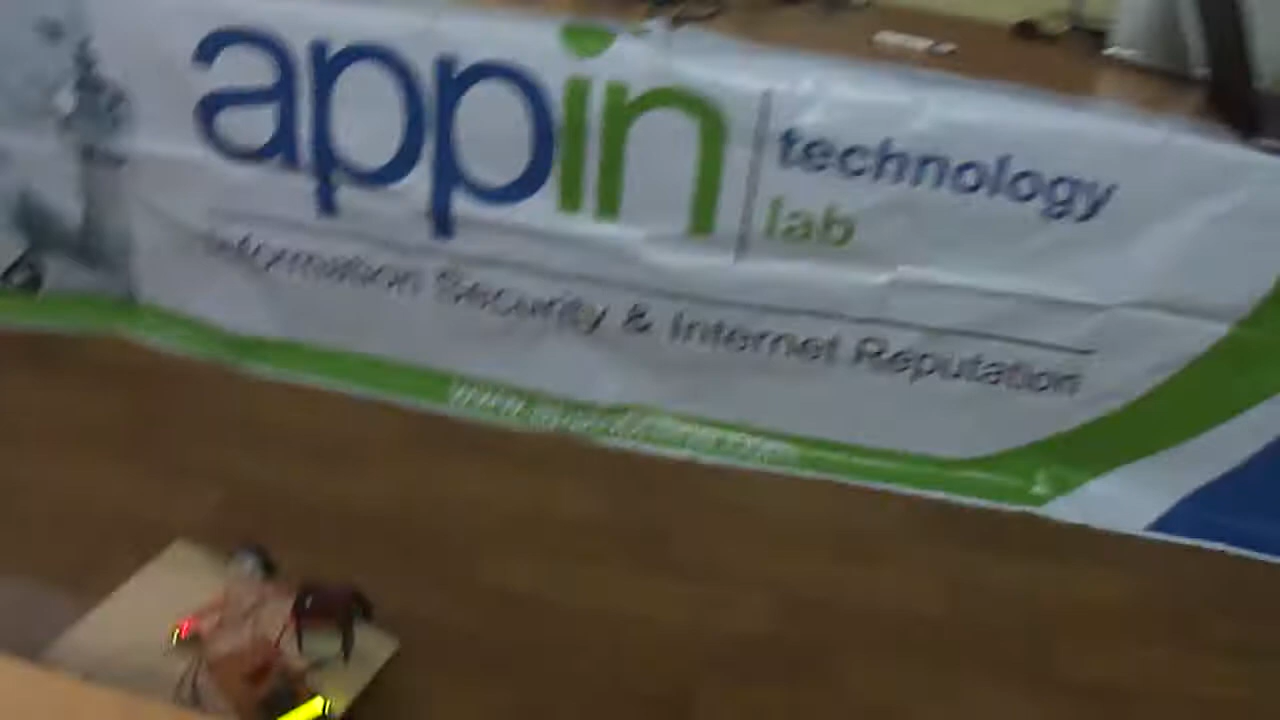 appin
technology
lab
Information Security & Internet Reputation